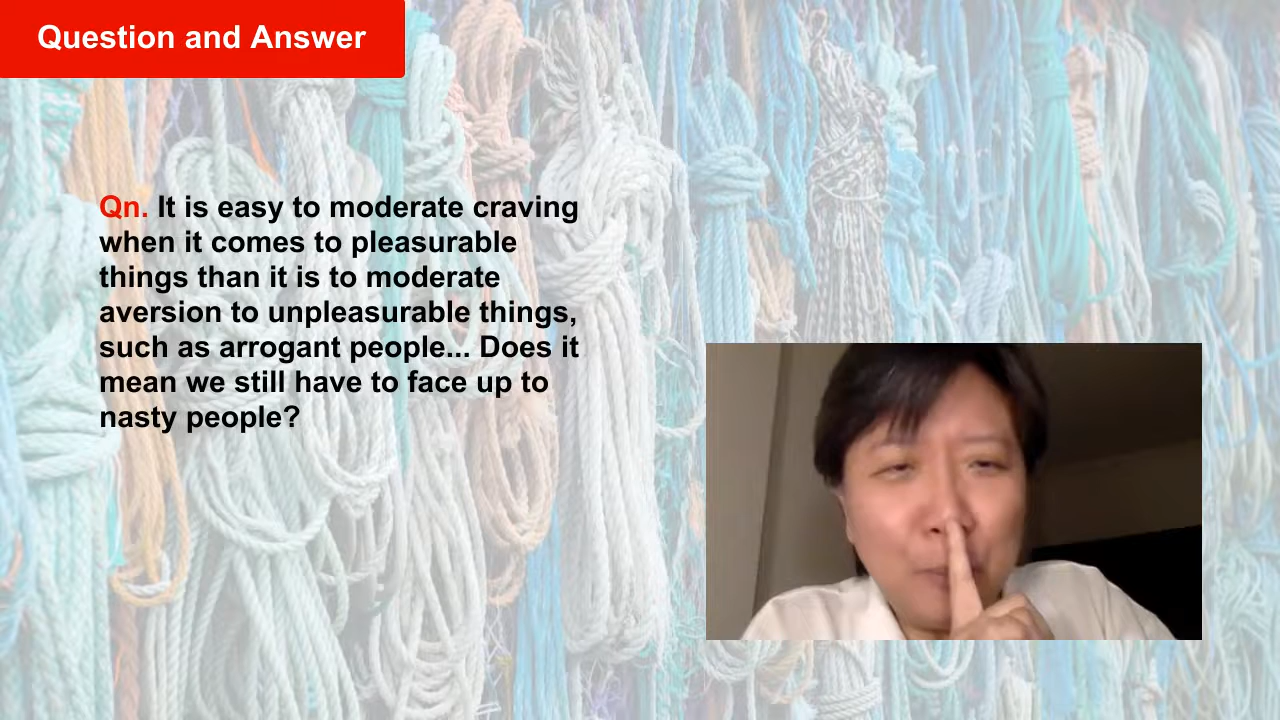 Question and Answer
Qn. It is easy to moderate craving
when it comes to pleasurable
things than it is to moderate
aversion to unpleasurable things,
such as arrogant people... Does it
mean we still have to face up to
nasty people?